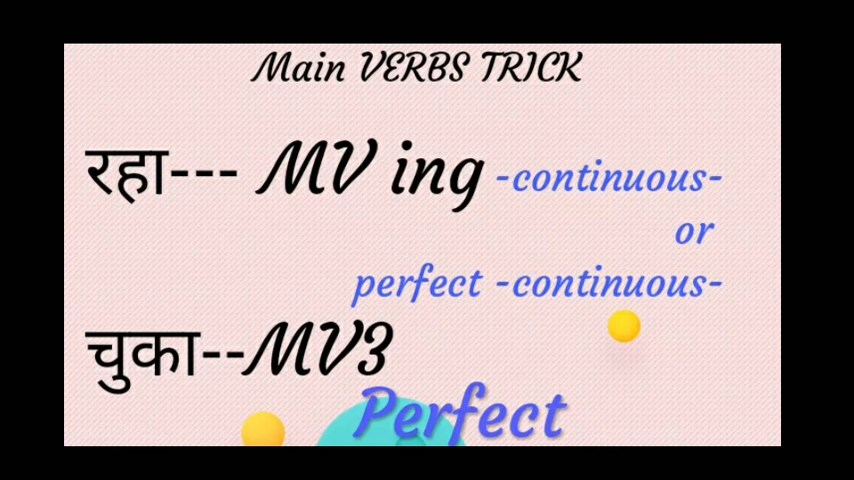 Main VERBS TRICK
रहा--- MV ing -continuous-
or
perfect -continuous-
चुका--MV3
Perfect